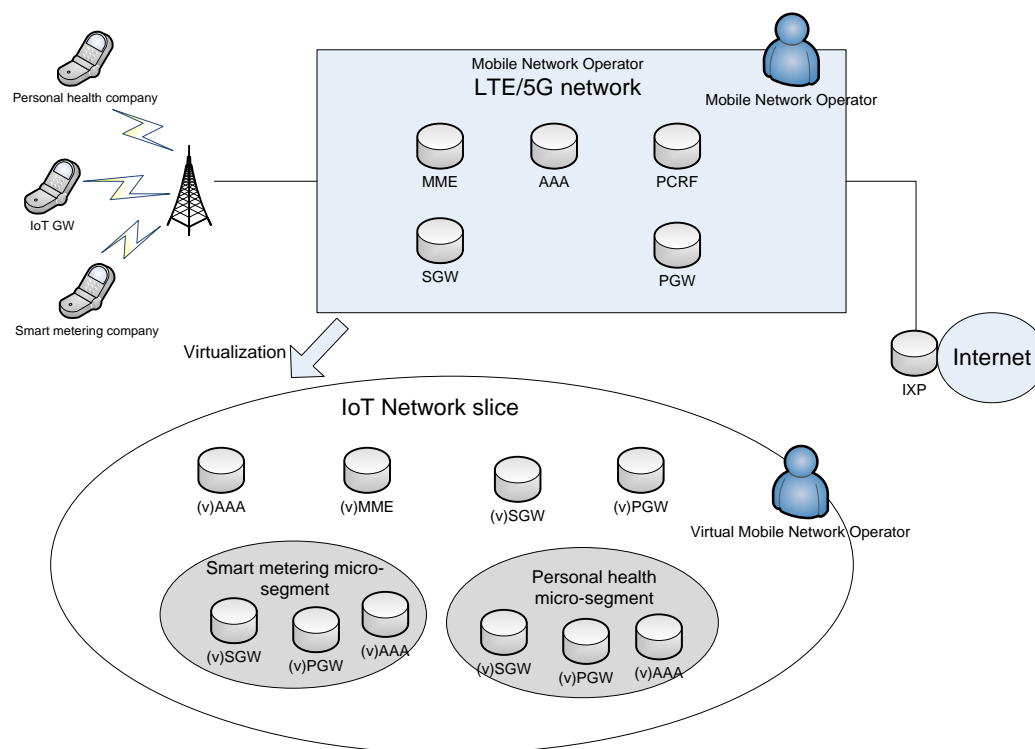 Personal health company
IoT GW
Smart metering company
Mobile Network Operator
LTE/5G network
Mobile Network Operator
MME
AAA
PCRF
SGW
PGW
Virtualization
IXP
Internet
IoT Network slice
(v)AAA
(v)MME
(v)SGW
(v)PGW
Virtual Mobile Network Operator
Smart metering micro-
segment
(v)SGW
(v)PGW
(v)AAA
Personal health
micro-segment
(v)SGW
(v)PGW
(v)AAA